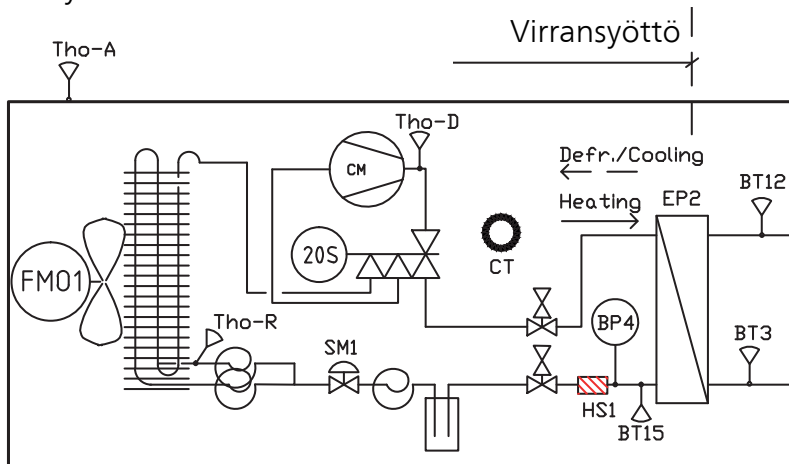 Virransyöttö
Tho-A
Tho-D
CM
Defr./Cooling
Heating
EP2
BT12
20S
CT
FM01
Tho-R
SM1
BP4
BT3
HS1
BT15